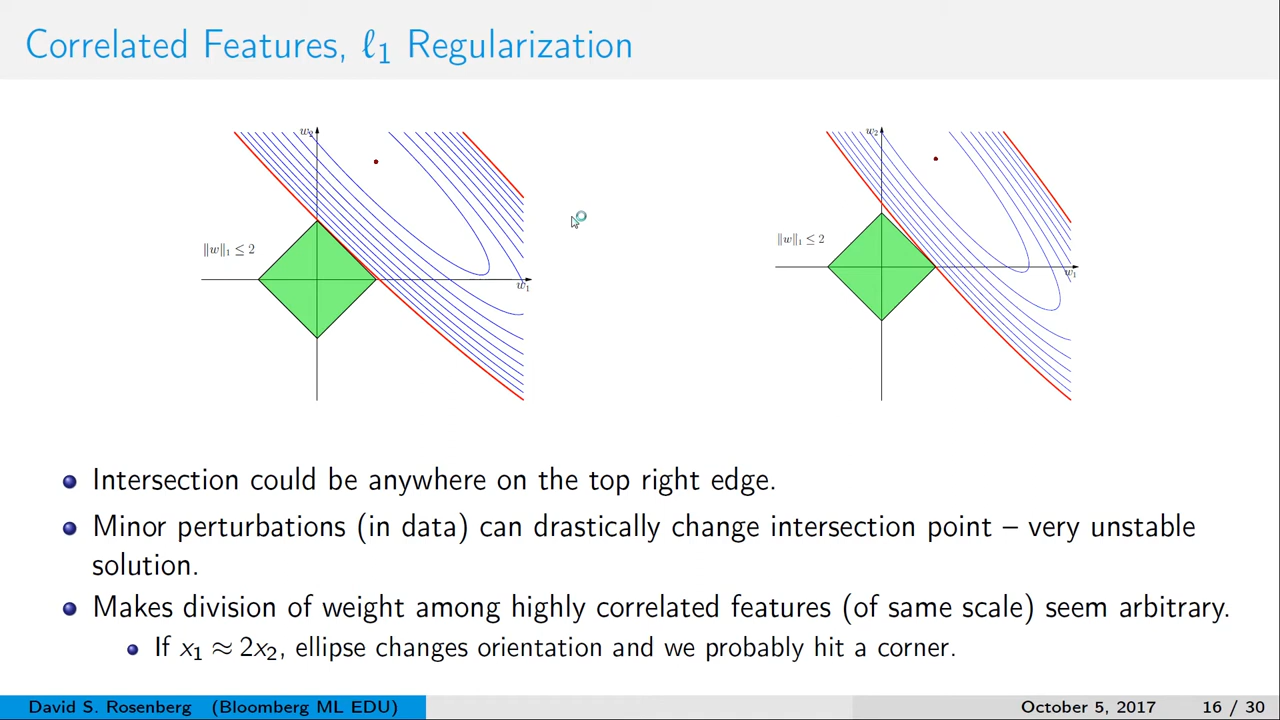 Correlated Features, ℓ₁ Regularization
w₂
‖w‖₁ ≤ 2
w₁
w₂
‖w‖₁ ≤ 2
w₁
Intersection could be anywhere on the top right edge.
Minor perturbations (in data) can drastically change intersection point – very unstable
solution.
Makes division of weight among highly correlated features (of same scale) seem arbitrary.
If x₁ ≈ 2x₂, ellipse changes orientation and we probably hit a corner.
David S. Rosenberg (Bloomberg ML EDU)
October 5, 2017
16 / 30